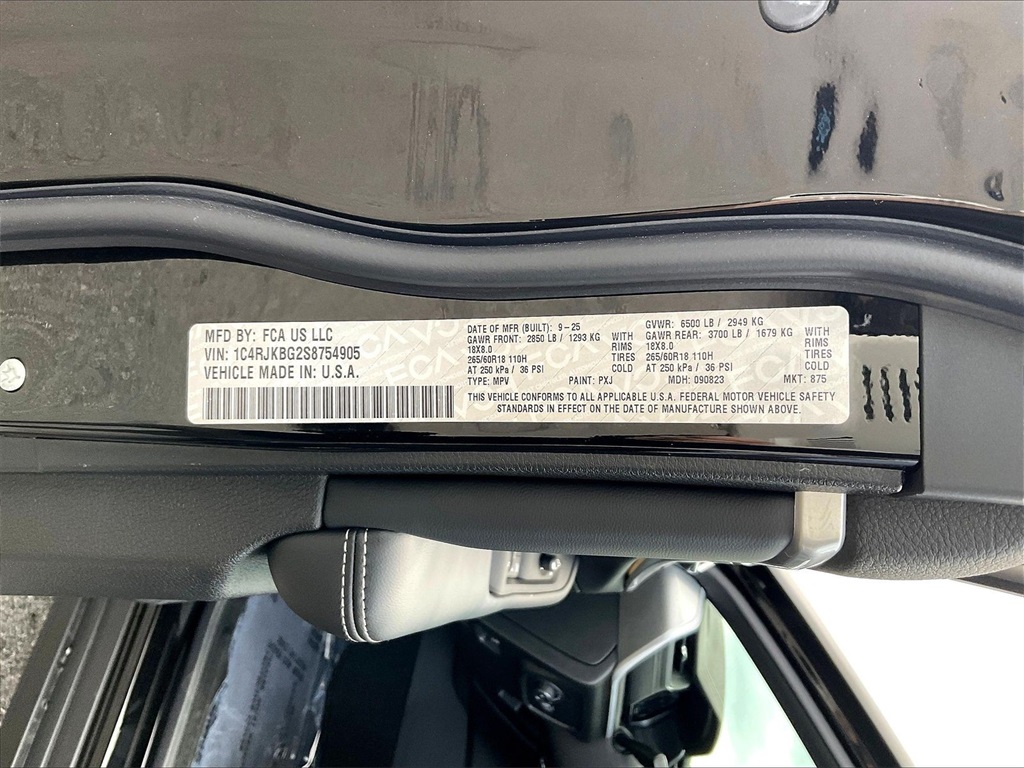 MFD BY: FCA US LLC
VIN: 1C4RJKBG2S8754905
VEHICLE MADE IN: U.S.A.
DATE OF MFR (BUILT): 9-25
GAWR FRONT: 2850 LB / 1293 KG WITH
18X8.0 RIMS
265/60R18 110H TIRES
AT 250 kPa / 36 PSI COLD
TYPE: MPV PAINT: PXJ
GVWR: 6500 LB / 2949 KG
GAWR REAR: 3700 LB / 1679 KG WITH
18X8.0 RIMS
265/60R18 110H TIRES
AT 250 kPa / 36 PSI COLD
MDH: 090823 MKT: 875
THIS VEHICLE CONFORMS TO ALL APPLICABLE U.S.A. FEDERAL MOTOR VEHICLE SAFETY
STANDARDS IN EFFECT ON THE DATE OF MANUFACTURE SHOWN ABOVE.